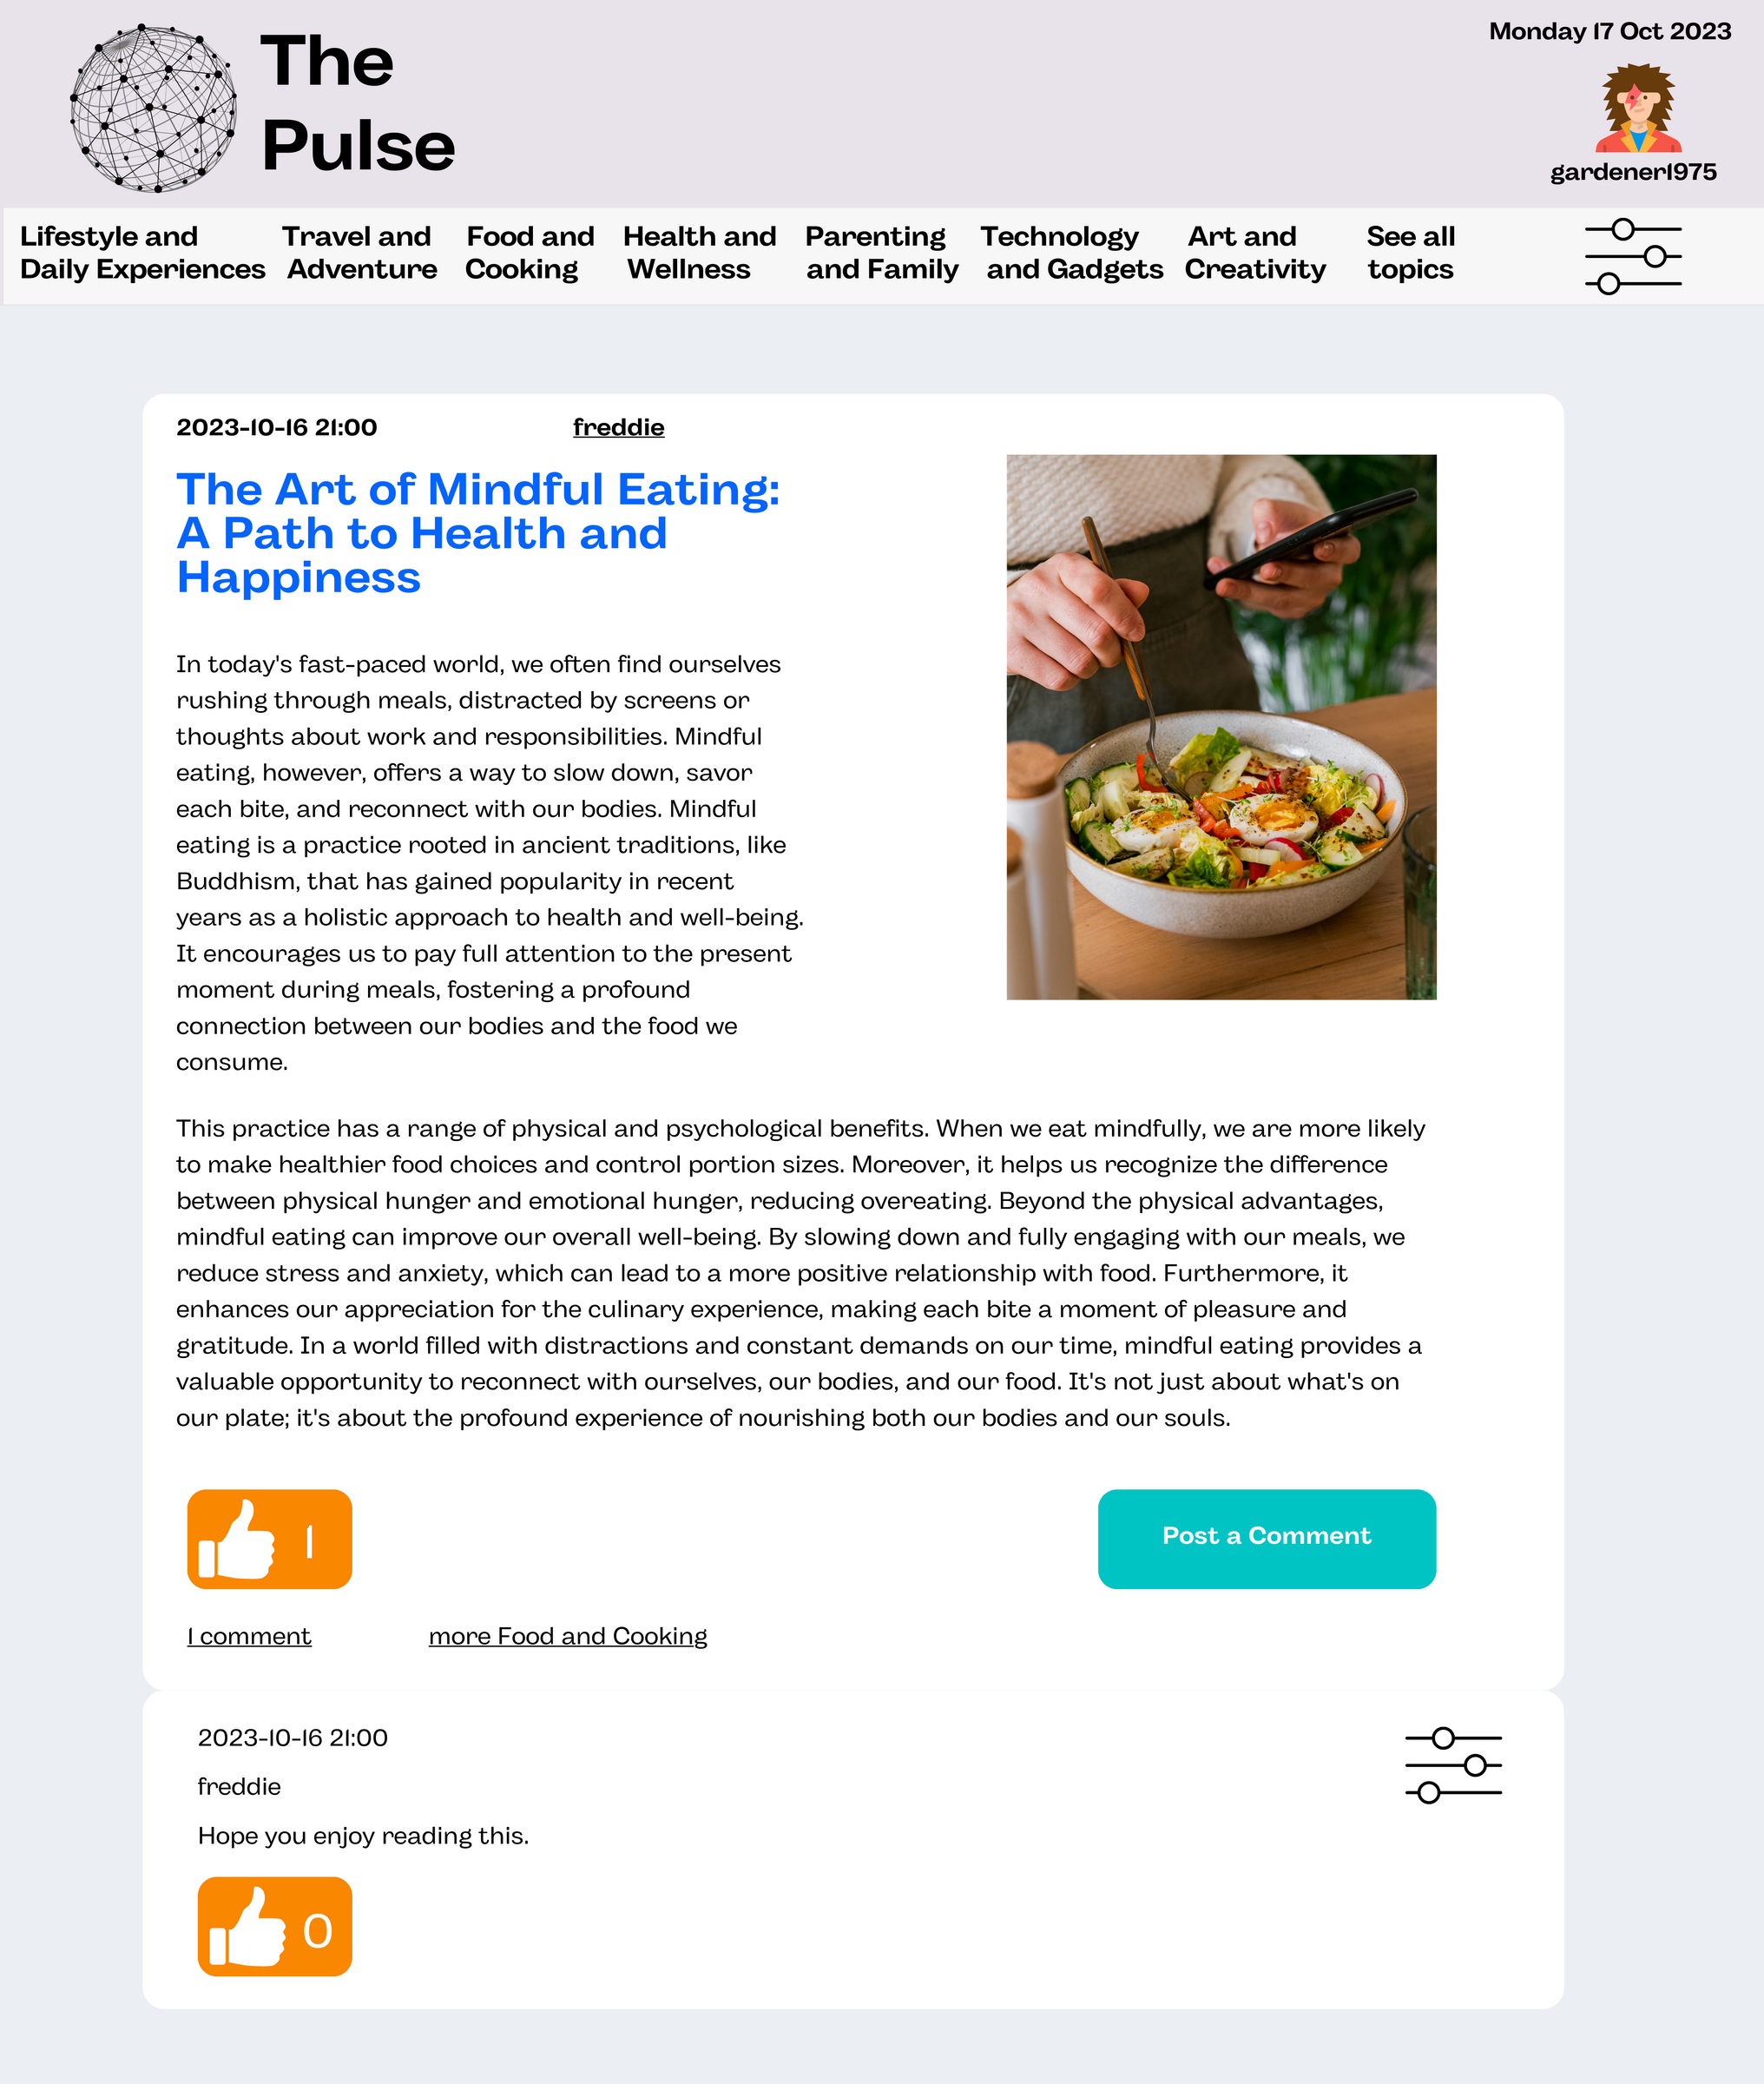 The
Pulse
Monday 17 Oct 2023
gardener1975
Lifestyle and
Daily Experiences
Travel and
Adventure
Food and
Cooking
Health and
Wellness
Parenting
and Family
Technology
and Gadgets
Art and
Creativity
See all
topics
2023-10-16 21:00
freddie
The Art of Mindful Eating:
A Path to Health and
Happiness
In today's fast-paced world, we often find ourselves
rushing through meals, distracted by screens or
thoughts about work and responsibilities. Mindful
eating, however, offers a way to slow down, savor
each bite, and reconnect with our bodies. Mindful
eating is a practice rooted in ancient traditions, like
Buddhism, that has gained popularity in recent
years as a holistic approach to health and well-being.
It encourages us to pay full attention to the present
moment during meals, fostering a profound
connection between our bodies and the food we
consume.
This practice has a range of physical and psychological benefits. When we eat mindfully, we are more likely
to make healthier food choices and control portion sizes. Moreover, it helps us recognize the difference
between physical hunger and emotional hunger, reducing overeating. Beyond the physical advantages,
mindful eating can improve our overall well-being. By slowing down and fully engaging with our meals, we
reduce stress and anxiety, which can lead to a more positive relationship with food. Furthermore, it
enhances our appreciation for the culinary experience, making each bite a moment of pleasure and
gratitude. In a world filled with distractions and constant demands on our time, mindful eating provides a
valuable opportunity to reconnect with ourselves, our bodies, and our food. It's not just about what's on
our plate; it's about the profound experience of nourishing both our bodies and our souls.
1
Post a Comment
1 comment
more Food and Cooking
2023-10-16 21:00
freddie
Hope you enjoy reading this.
0